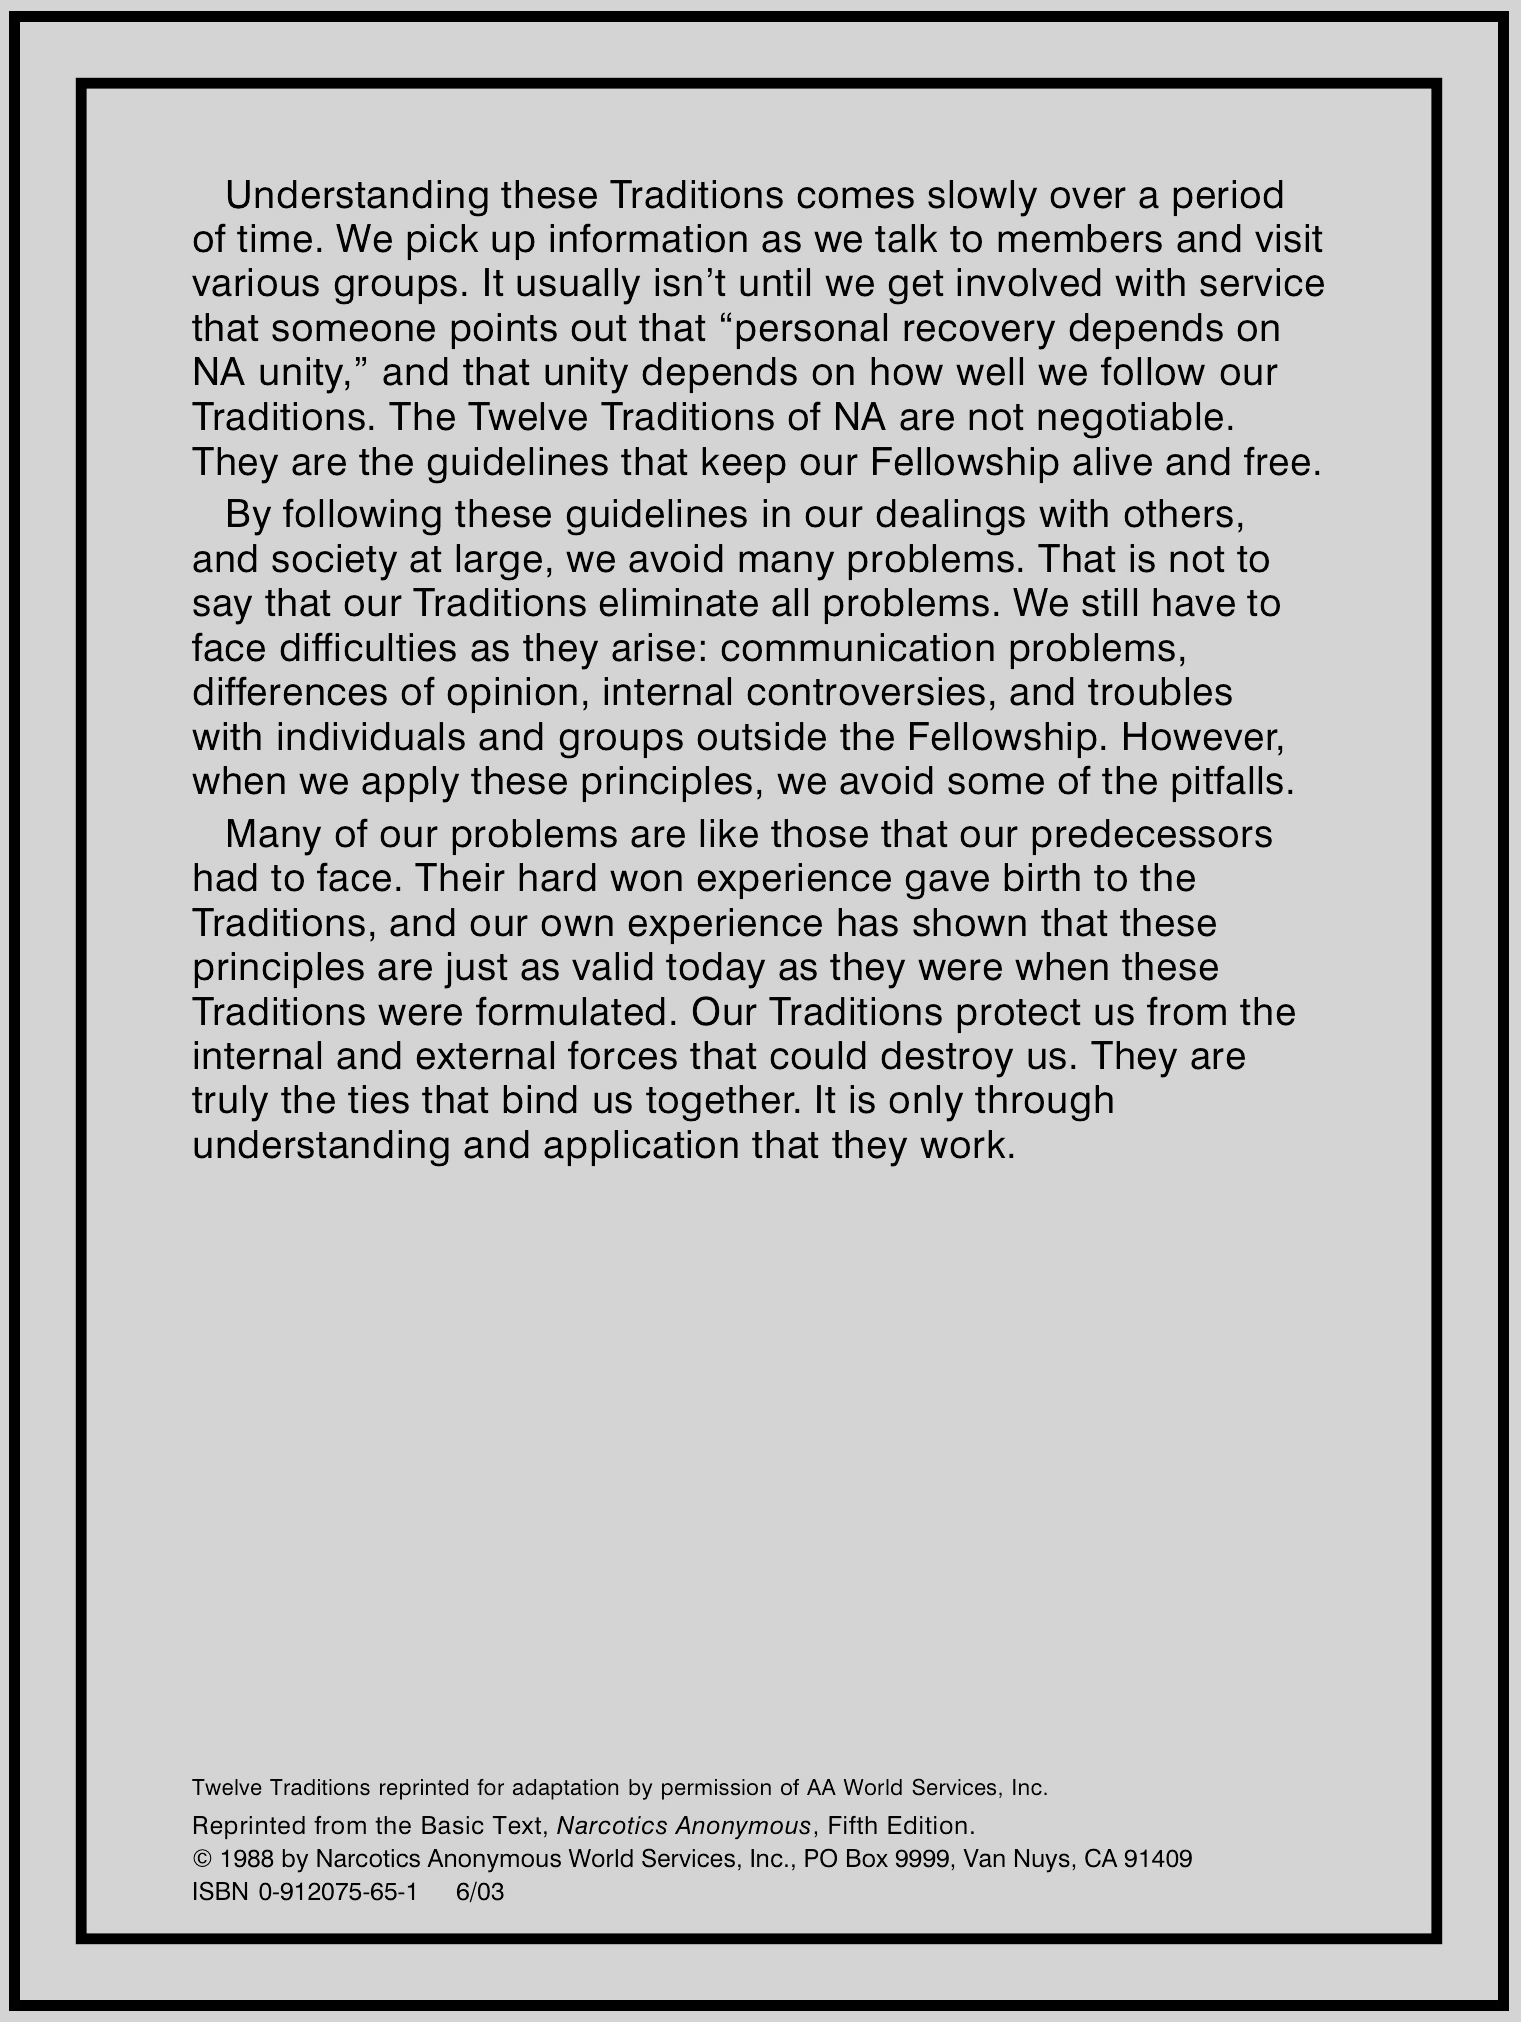 Understanding these Traditions comes slowly over a period
of time. We pick up information as we talk to members and visit
various groups. It usually isn’t until we get involved with service
that someone points out that “personal recovery depends on
NA unity,” and that unity depends on how well we follow our
Traditions. The Twelve Traditions of NA are not negotiable.
They are the guidelines that keep our Fellowship alive and free.
By following these guidelines in our dealings with others,
and society at large, we avoid many problems. That is not to
say that our Traditions eliminate all problems. We still have to
face difficulties as they arise: communication problems,
differences of opinion, internal controversies, and troubles
with individuals and groups outside the Fellowship. However,
when we apply these principles, we avoid some of the pitfalls.
Many of our problems are like those that our predecessors
had to face. Their hard won experience gave birth to the
Traditions, and our own experience has shown that these
principles are just as valid today as they were when these
Traditions were formulated. Our Traditions protect us from the
internal and external forces that could destroy us. They are
truly the ties that bind us together. It is only through
understanding and application that they work.
Twelve Traditions reprinted for adaptation by permission of AA World Services, Inc.
Reprinted from the Basic Text, Narcotics Anonymous, Fifth Edition.
© 1988 by Narcotics Anonymous World Services, Inc., PO Box 9999, Van Nuys, CA 91409
ISBN 0-912075-65-1 6/03